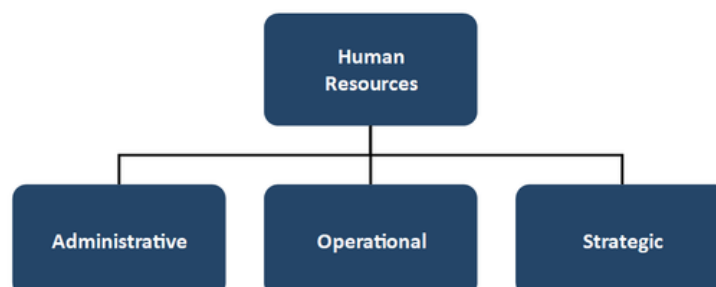 Human
Resources
Administrative
Operational
Strategic